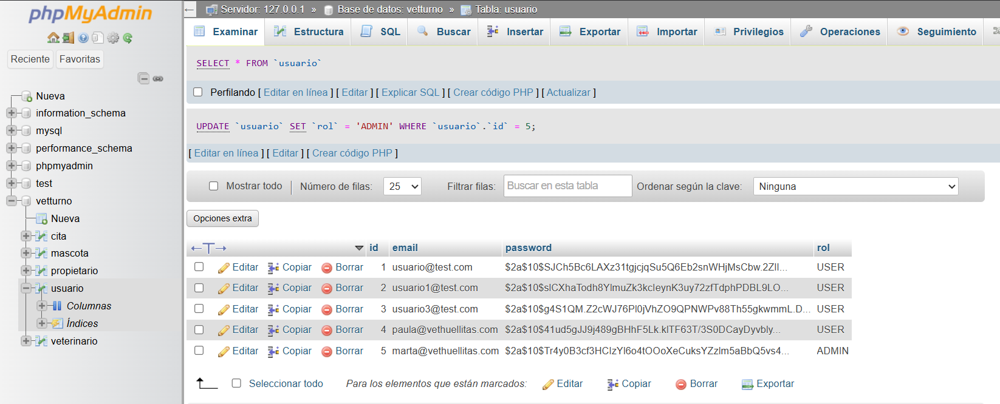 phpMyAdmin
Reciente Favoritas
Nueva
information_schema
mysql
performance_schema
phpmyadmin
test
vetturno
Nueva
cita
mascota
propietario
usuario
Columnas
Índices
veterinario
Servidor: 127.0.0.1 » Base de datos: vetturno » Tabla: usuario
Examinar Estructura SQL Buscar Insertar Exportar Importar Privilegios Operaciones Seguimiento
SELECT * FROM `usuario`
Perfilando [ Editar en línea ] [ Editar ] [ Explicar SQL ] [ Crear código PHP ] [ Actualizar ]
UPDATE `usuario` SET `rol` = 'ADMIN' WHERE `usuario`.`id` = 5;
[ Editar en línea ] [ Editar ] [ Crear código PHP ]
Mostrar todo Número de filas: 25 Filtrar filas: Buscar en esta tabla Ordenar según la clave: Ninguna
Opciones extra
id email password rol
Editar Copiar Borrar 1 usuario@test.com $2a$10$SJCh5Bc6LAXz31tgjcjqSu5Q6Eb2snWHjMsCbw.2ZlI... USER
Editar Copiar Borrar 2 usuario1@test.com $2a$10$slCXhaTodh8YlmuZk3kcIeynK3uy72zfTdphPDBL9LO... USER
Editar Copiar Borrar 3 usuario3@test.com $2a$10$g4S1QM.Z2cWJ76Pl0jVhZO9QPNWPv88Th55gkwmmL.D... USER
Editar Copiar Borrar 4 paula@vethuellitas.com $2a$10$41ud5gJJ9j489gBHhF5Lk.klTF63T/3S0DCayDyvbly... USER
Editar Copiar Borrar 5 marta@vethuellitas.com $2a$10$Tr4y0B3cf3HClzYl6o4tOOoXeCuksYZzlm5aBbQ5vs4... ADMIN
Seleccionar todo Para los elementos que están marcados: Editar Copiar Borrar Exportar